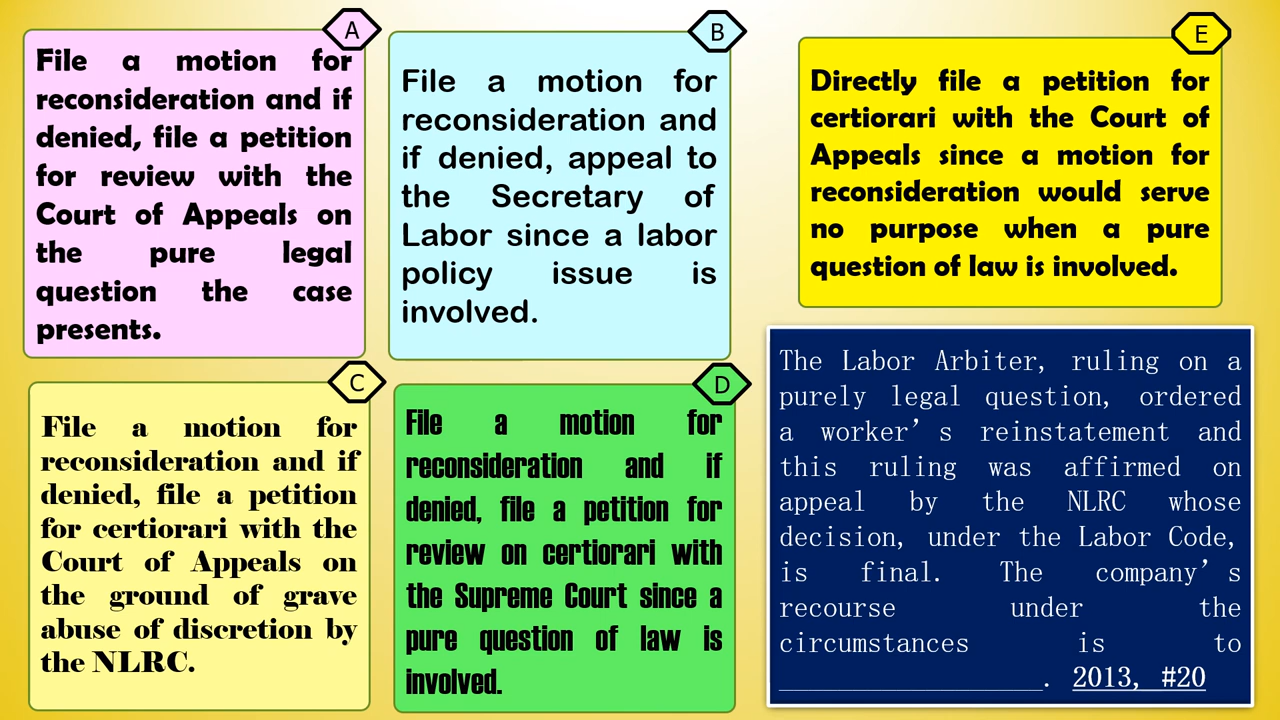 A
File a motion for
reconsideration and if
denied, file a petition
for review with the
Court of Appeals on
the pure legal
question the case
presents.
B
File a motion for
reconsideration and
if denied, appeal to
the Secretary of
Labor since a labor
policy issue is
involved.
C
File a motion for
reconsideration and if
denied, file a petition
for certiorari with the
Court of Appeals on
the ground of grave
abuse of discretion by
the NLRC.
D
File a motion for
reconsideration and if
denied, file a petition for
review on certiorari with
the Supreme Court since a
pure question of law is
involved.
E
Directly file a petition for
certiorari with the Court of
Appeals since a motion for
reconsideration would serve
no purpose when a pure
question of law is involved.
The Labor Arbiter, ruling on a
purely legal question, ordered
a worker’s reinstatement and
this ruling was affirmed on
appeal by the NLRC whose
decision, under the Labor Code,
is final. The company’s
recourse under the
circumstances is to
__________________. 2013, #20